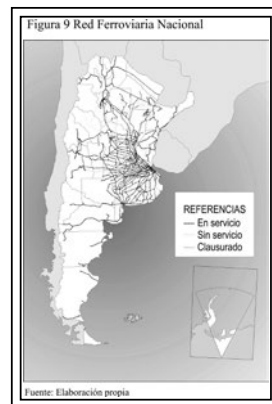 Figura 9 Red Ferroviaria Nacional
REFERENCIAS
En servicio
Sin servicio
Clausurado
Fuente: Elaboración propia